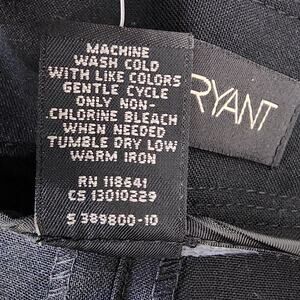 MACHINE
WASH COLD
WITH LIKE COLORS
GENTLE CYCLE
ONLY NON-
CHLORINE BLEACH
WHEN NEEDED
TUMBLE DRY LOW
WARM IRON
RN 118641
CS 13010229
S 389800-10
RYANT